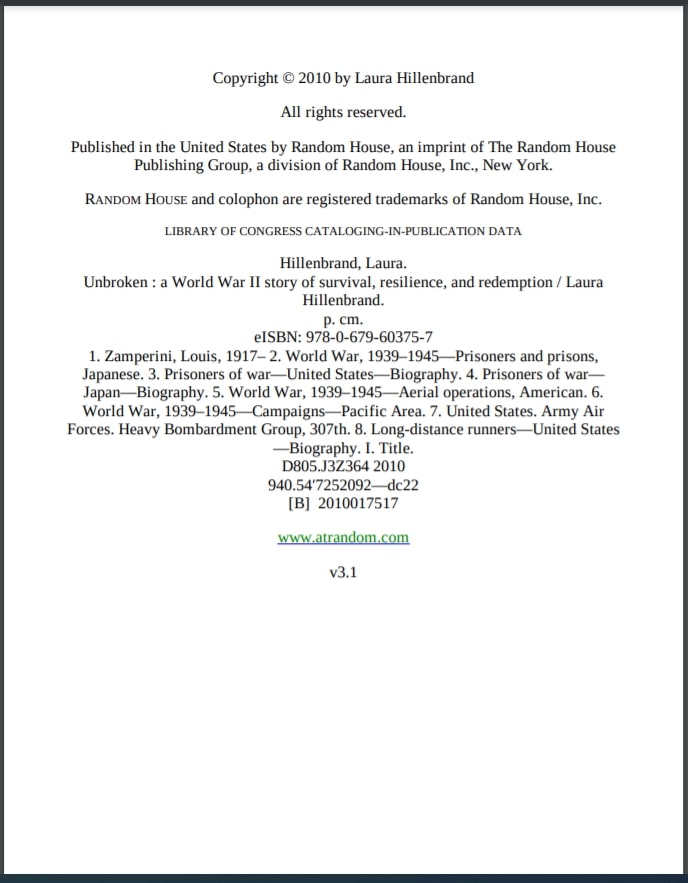 Copyright © 2010 by Laura Hillenbrand
All rights reserved.
Published in the United States by Random House, an imprint of The Random House
Publishing Group, a division of Random House, Inc., New York.
RANDOM HOUSE and colophon are registered trademarks of Random House, Inc.
LIBRARY OF CONGRESS CATALOGING-IN-PUBLICATION DATA
Hillenbrand, Laura.
Unbroken : a World War II story of survival, resilience, and redemption / Laura
Hillenbrand.
p. cm.
eISBN: 978-0-679-60375-7
1. Zamperini, Louis, 1917– 2. World War, 1939–1945—Prisoners and prisons,
Japanese. 3. Prisoners of war—United States—Biography. 4. Prisoners of war—
Japan—Biography. 5. World War, 1939–1945—Aerial operations, American. 6.
World War, 1939–1945—Campaigns—Pacific Area. 7. United States. Army Air
Forces. Heavy Bombardment Group, 307th. 8. Long-distance runners—United States
—Biography. I. Title.
D805.J3Z364 2010
940.54'7252092—dc22
[B] 2010017517
www.atrandom.com
v3.1